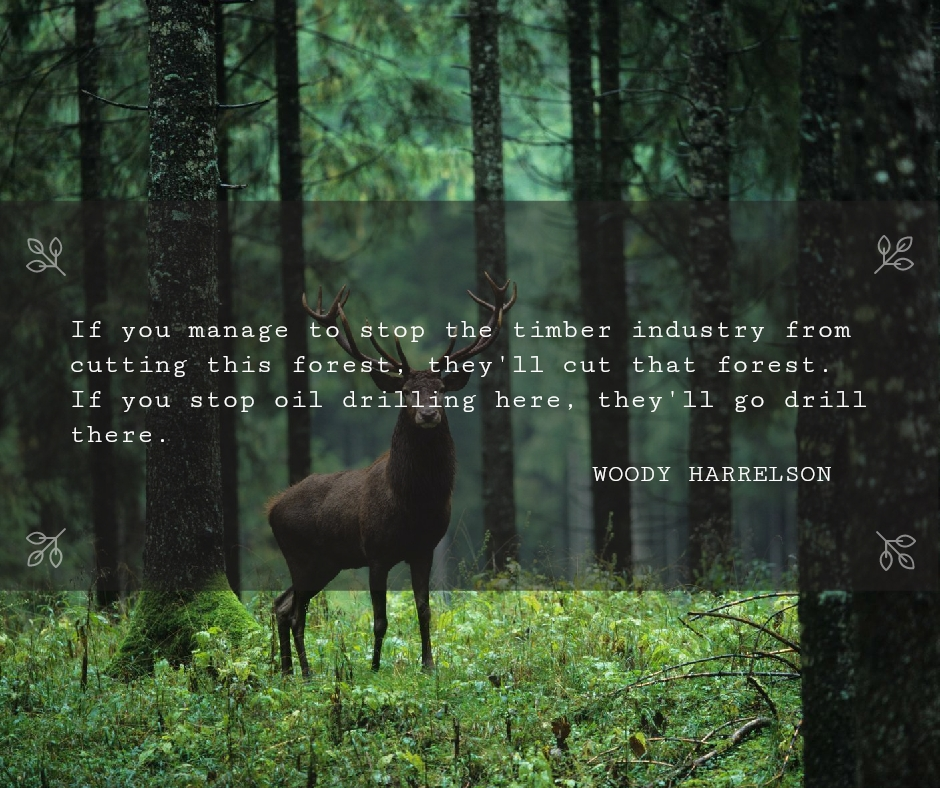 If you manage to stop the timber industry from
cutting this forest, they'll cut that forest.
If you stop oil drilling here, they'll go drill
there.
WOODY HARRELSON